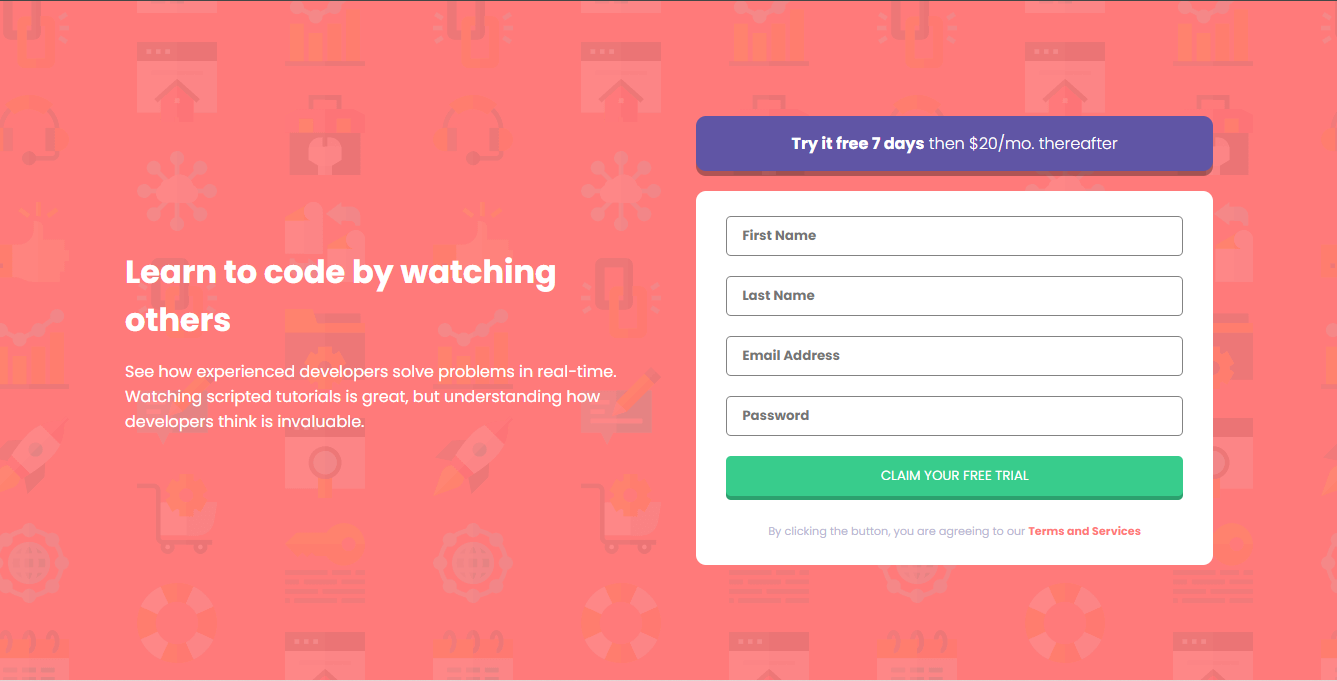 Learn to code by watching
others
See how experienced developers solve problems in real-time.
Watching scripted tutorials is great, but understanding how
developers think is invaluable.
Try it free 7 days then $20/mo. thereafter
First Name
Last Name
Email Address
Password
CLAIM YOUR FREE TRIAL
By clicking the button, you are agreeing to our Terms and Services